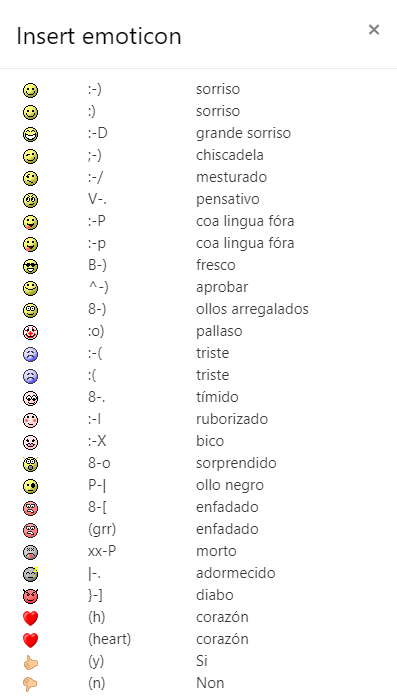 Insert emoticon ×
:-) sorriso
:) sorriso
:-D grande sorriso
;-) chiscadela
:-/ mesturado
V-. pensativo
:-P coa lingua fóra
:-p coa lingua fóra
B-) fresco
^-) aprobar
8-) ollos arregalados
:o) pallaso
:-( triste
:( triste
8-. tímido
:-I ruborizado
:-X bico
8-o sorprendido
P-| ollo negro
8-[ enfadado
(grr) enfadado
xx-P morto
|-. adormecido
}-] diabo
(h) corazón
(heart) corazón
(y) Si
(n) Non